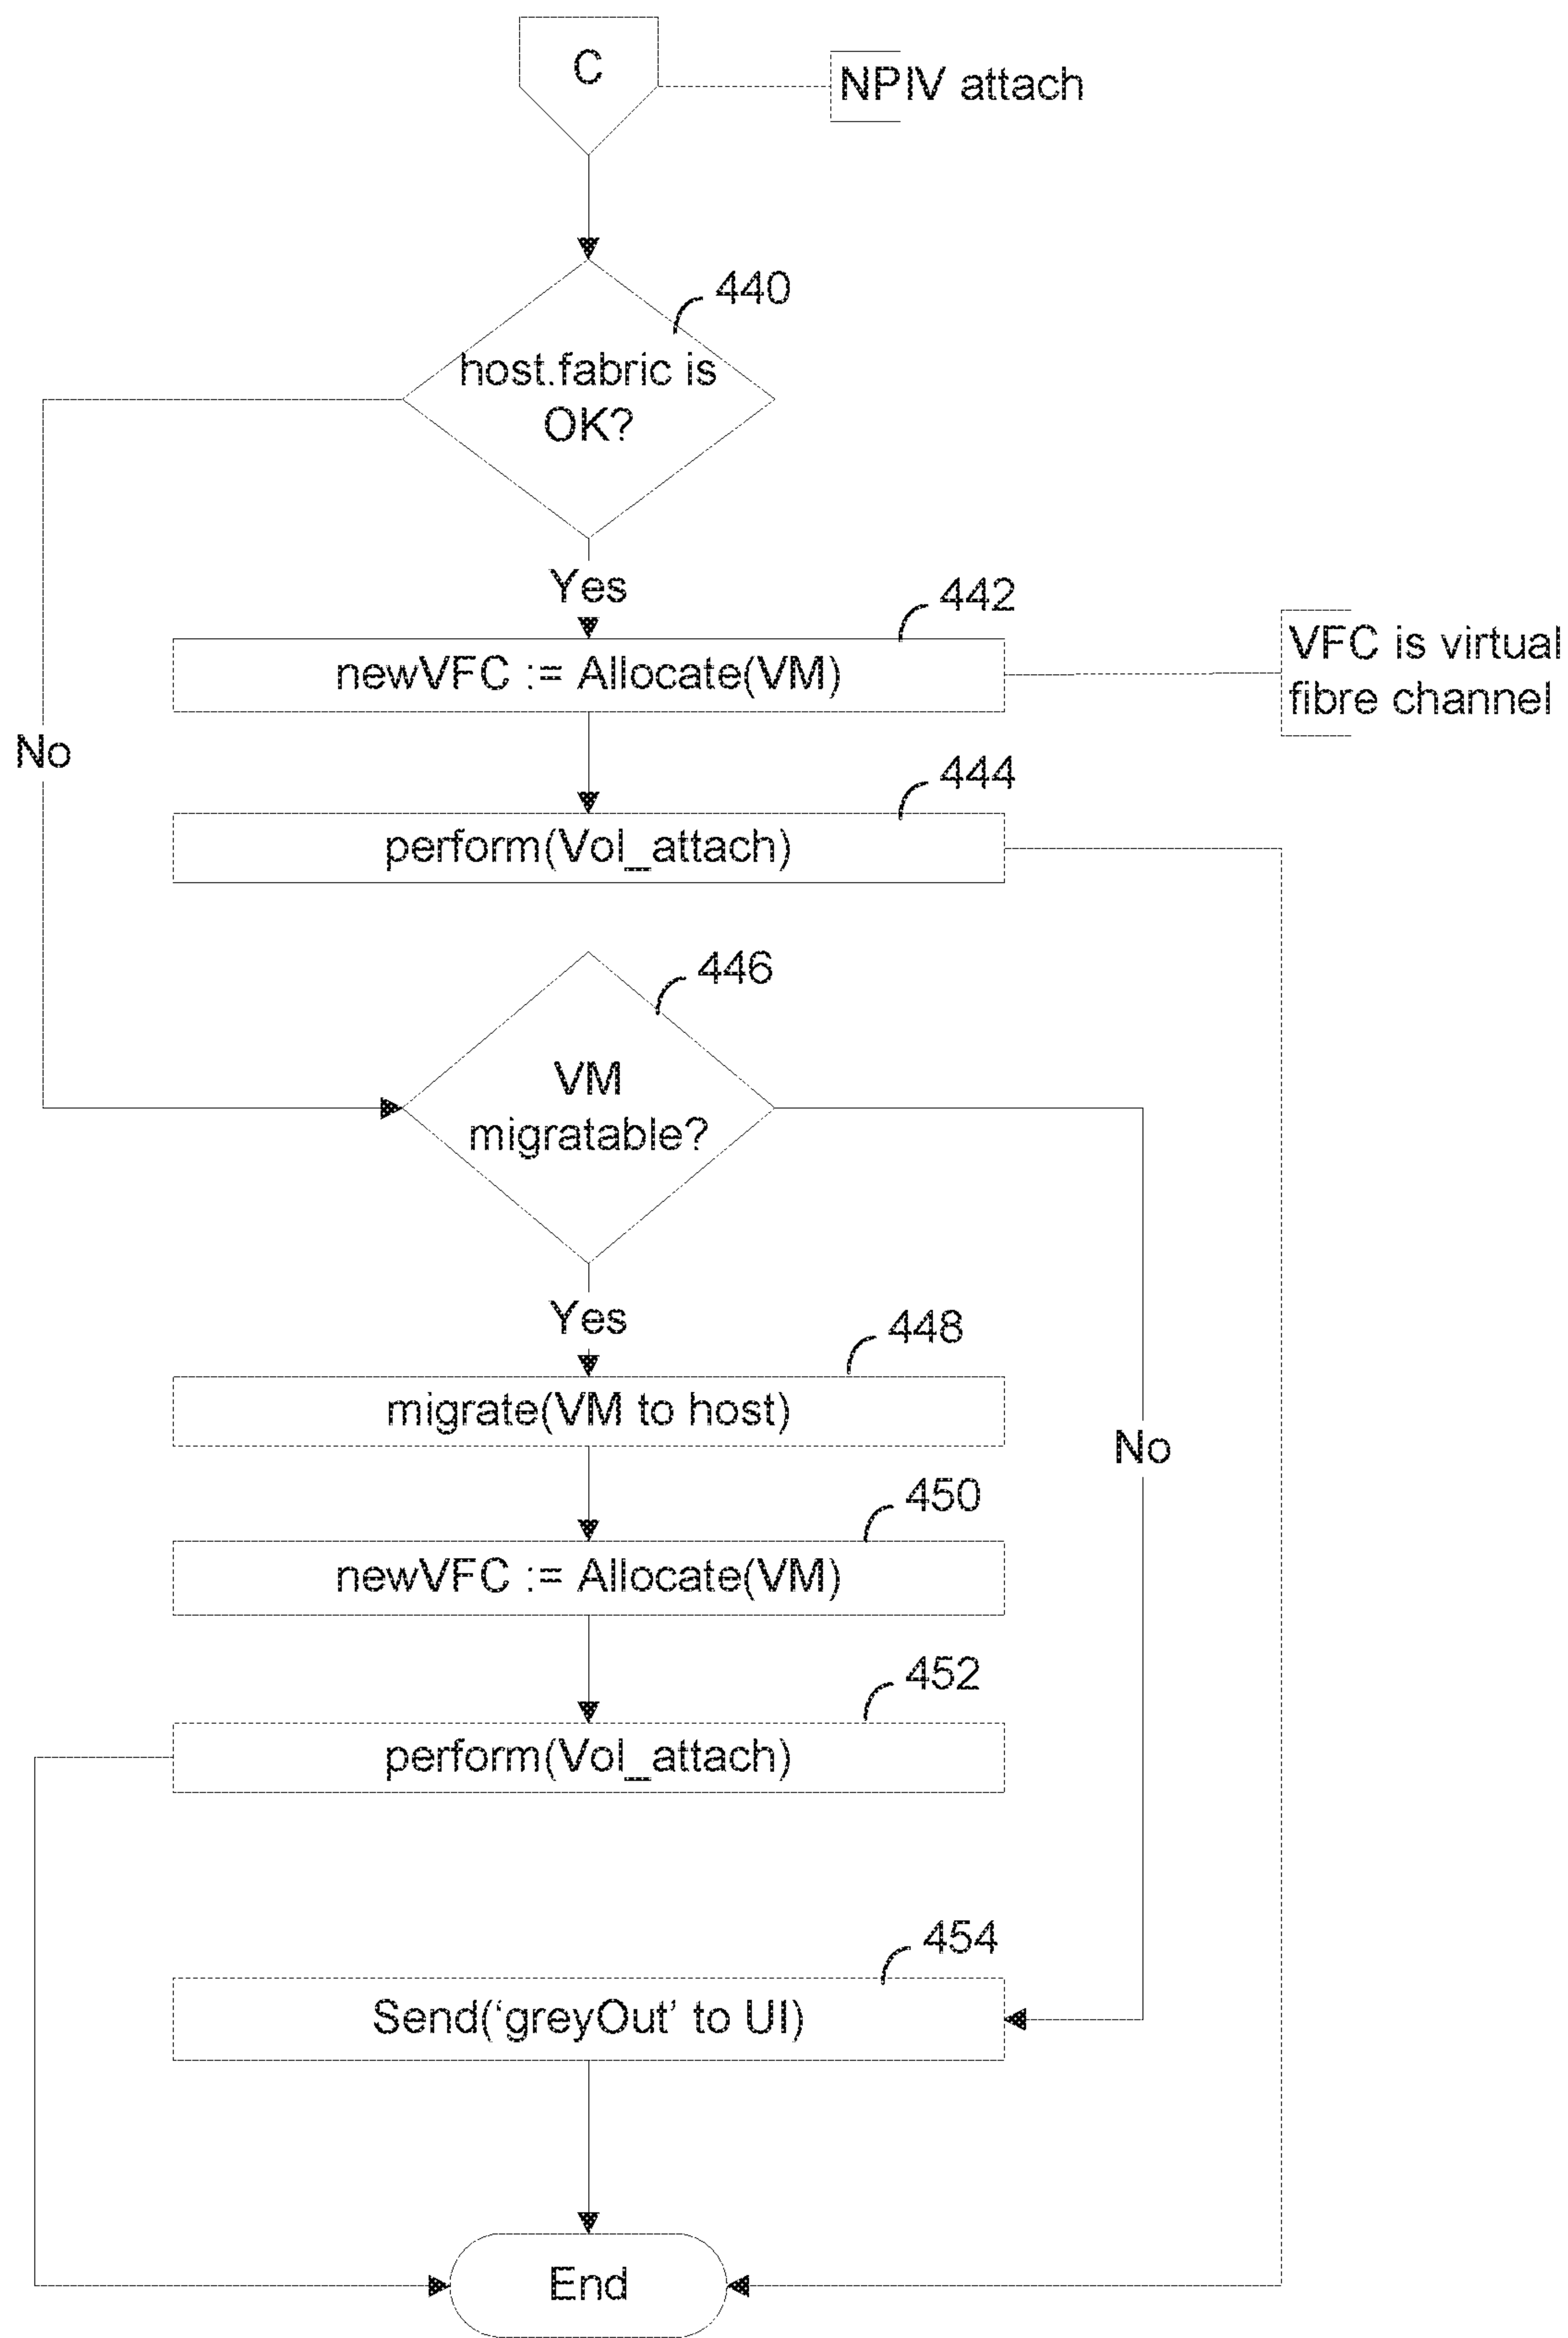 C
NPIV attach
440
host.fabric is
OK?
Yes
442
newVFC := Allocate(VM)
VFC is virtual
fibre channel
No
444
perform(Vol_attach)
446
VM
migratable?
Yes
448
migrate(VM to host)
No
450
newVFC := Allocate(VM)
452
perform(Vol_attach)
454
Send(‘greyOut’ to UI)
End